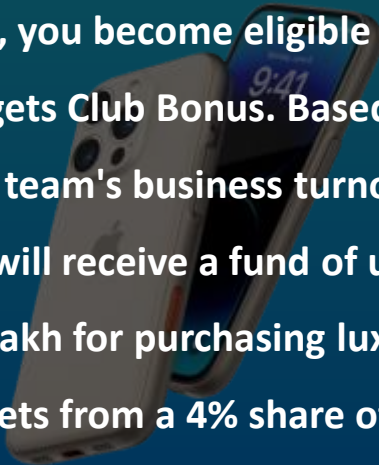 , you become eligible
9:41
gets Club Bonus. Based
team's business turno
will receive a fund of u
akh for purchasing lux
ets from a 4% share o